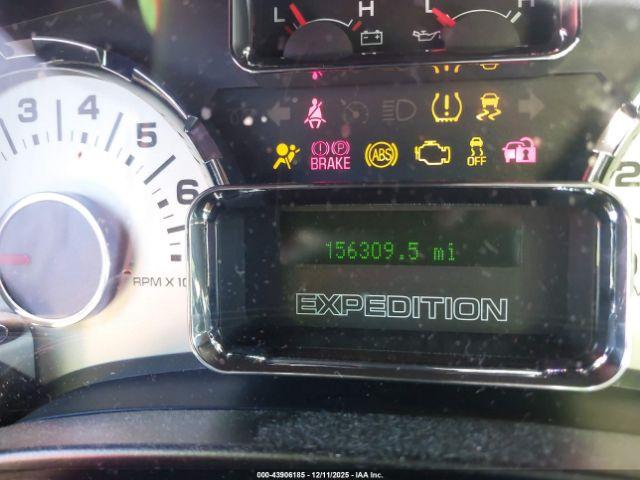 L H L H
3 4 5 6
BRAKE ABS OFF
2
156309.5 mi
RPM X 10
EXPEDITION
000-43906185 - 12/11/2025 - IAA Inc.